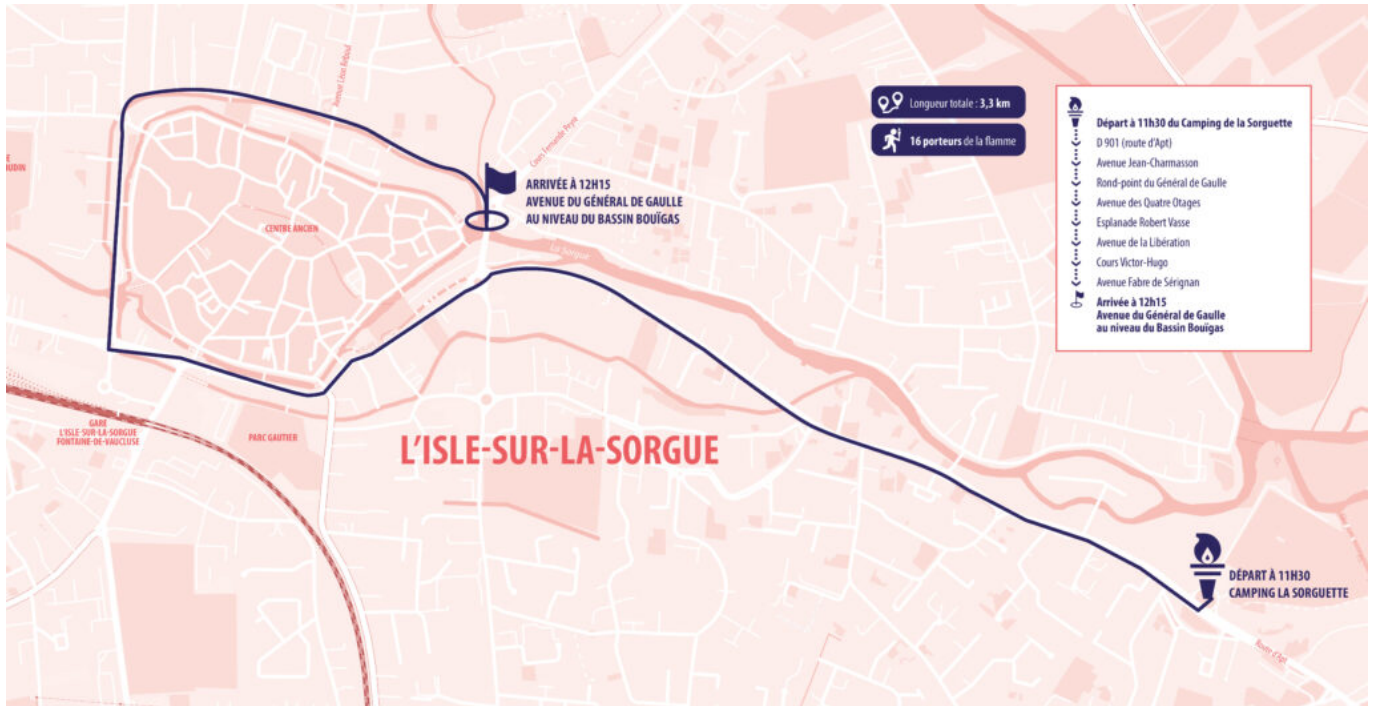 Avenue Léon Rebaud
Cours Fernande Peyre
Longueur totale : 3,3 km
16 porteurs de la flamme
Départ à 11h30 du Camping de la Sorguette
D 901 (route d'Apt)
Avenue Jean-Charmasson
Rond-point du Général de Gaulle
Avenue des Quatre Otages
Esplanade Robert Vasse
Avenue de la Libération
Cours Victor-Hugo
Avenue Fabre de Sérignan
Arrivée à 12h15
Avenue du Général de Gaulle
au niveau du Bassin Bouïgas
OUDIN
ARRIVÉE À 12H15
AVENUE DU GÉNÉRAL DE GAULLE
AU NIVEAU DU BASSIN BOUÏGAS
CENTRE ANCIEN
La Sorgue
GARE
L'ISLE-SUR-LA-SORGUE
FONTAINE-DE-VAUCLUSE
PARC GAUTIER
L'ISLE-SUR-LA-SORGUE
DÉPART À 11H30
CAMPING LA SORGUETTE
Route d'Apt